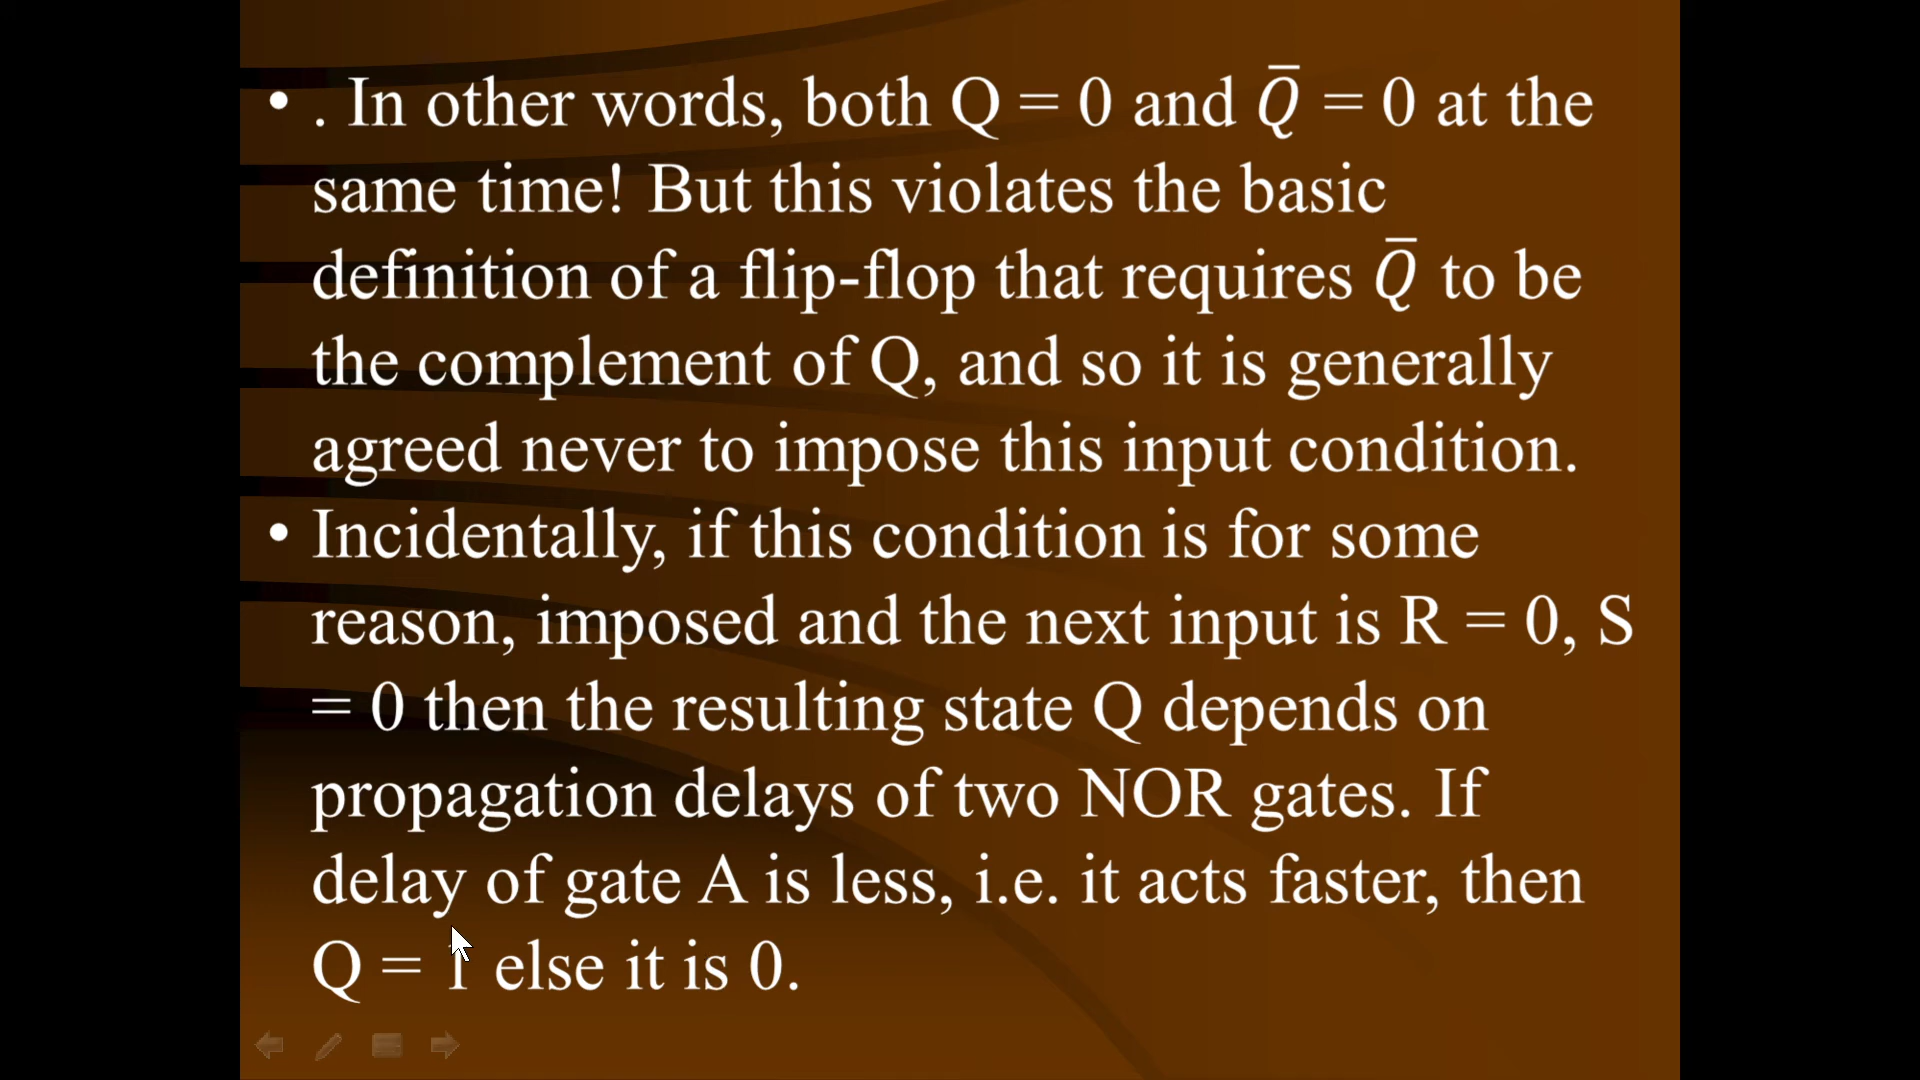 • . In other words, both Q = 0 and Q̅ = 0 at the
same time! But this violates the basic
definition of a flip-flop that requires Q̅ to be
the complement of Q, and so it is generally
agreed never to impose this input condition.
• Incidentally, if this condition is for some
reason, imposed and the next input is R = 0, S
= 0 then the resulting state Q depends on
propagation delays of two NOR gates. If
delay of gate A is less, i.e. it acts faster, then
Q = 1 else it is 0.